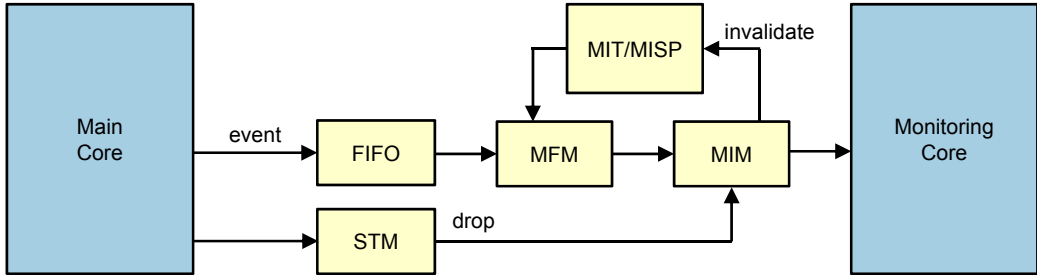 Main
Core
event
FIFO
STM
drop
MFM
MIT/MISP
invalidate
MIM
Monitoring
Core